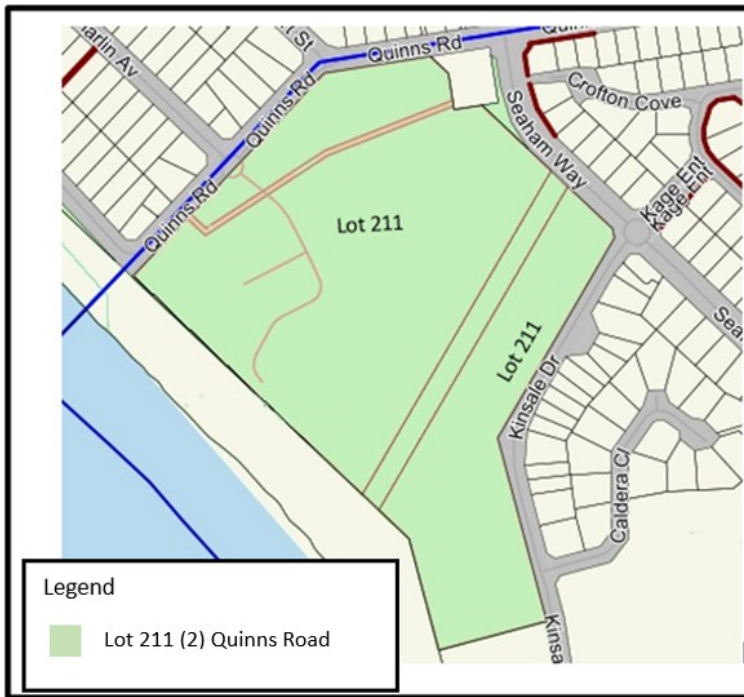 arlin Av
St
Quinns Rd
Quinns Rd
Quinns Rd
Seaham Way
Crofton Cove
Kage Ent
Kage Ent
Lot 211
Lot 211
Kinsale Dr
Caldera Cl
Sea
Kinsa
Legend
Lot 211 (2) Quinns Road